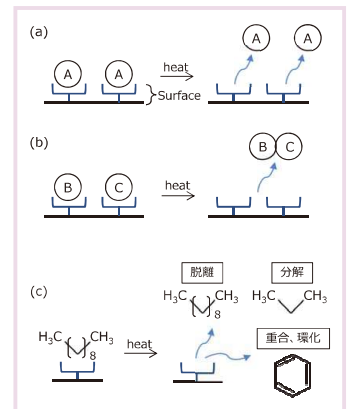 (a)
A A heat A A
Surface
(b)
B C heat B C
脱離 分解
(c)
H₃C CH₃ 8 H₃C CH₃
H₃C CH₃ 8 heat
重合、環化